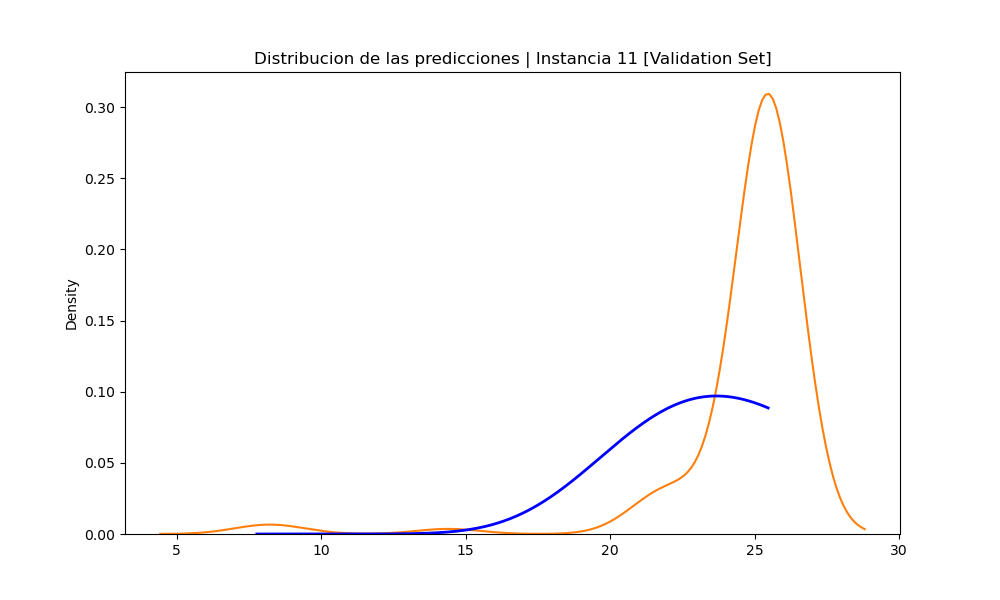 Distribucion de las predicciones | Instancia 11 [Validation Set]
0.30
0.25
0.20
0.15
0.10
0.05
0.00
Density
5 10 15 20 25 30